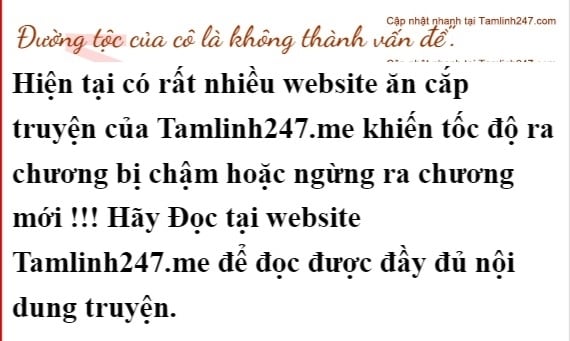 Cập nhật nhanh tại Tamlinh247.com
Đường tộc của cô là không thành vấn đề”.
Hiện tại có rất nhiều website ăn cắp
truyện của Tamlinh247.me khiến tốc độ ra
chương bị chậm hoặc ngừng ra chương
mới !!! Hãy Đọc tại website
Tamlinh247.me để đọc được đầy đủ nội
dung truyện.